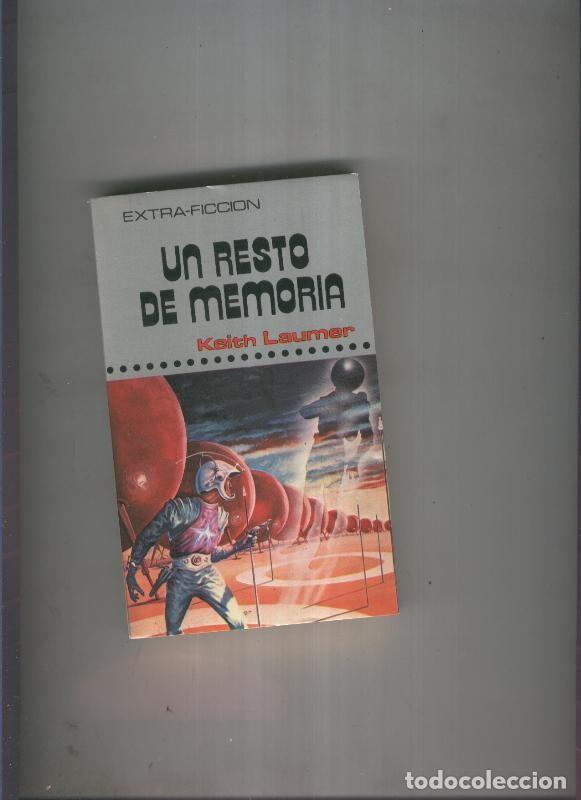 EXTRA-FICCION
UN RESTO
DE MEMORIA
Keith Laumer
todocoleccion